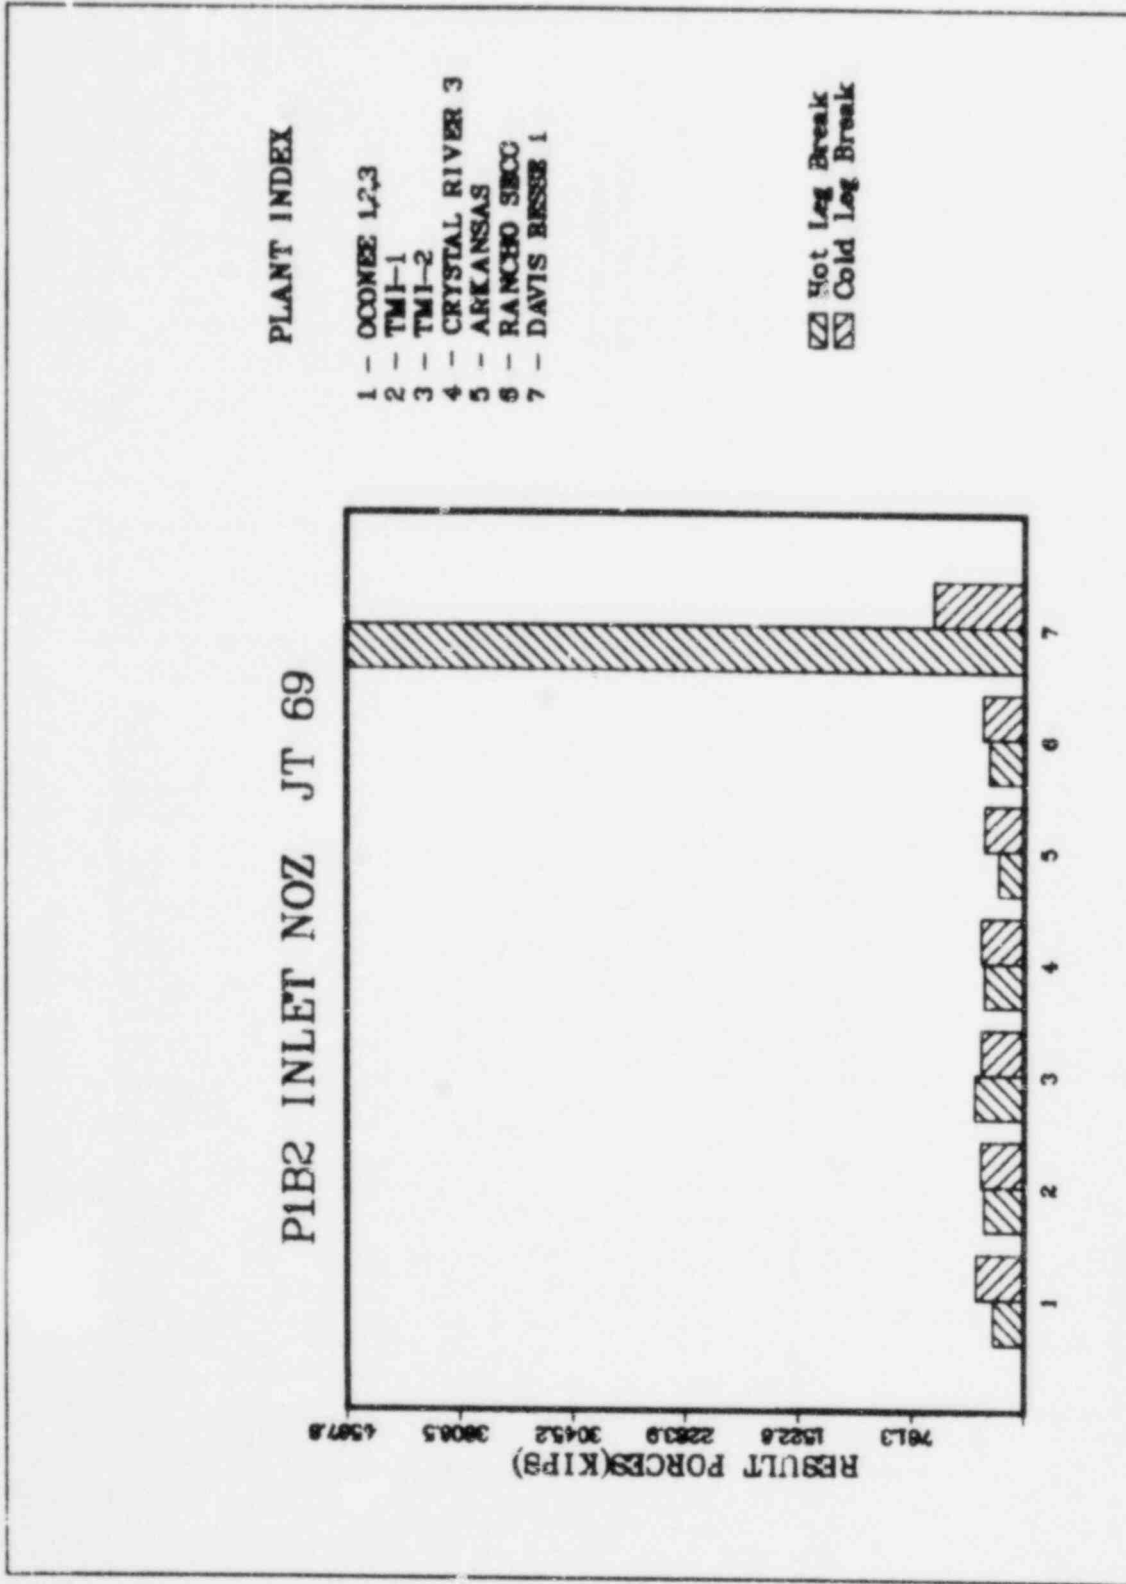 P1B2 INLET NOZ JT 69
RESULT FORCES(KIPS)
4567.8
3806.5
3045.2
2283.9
1522.6
761.3
1
2
3
4
5
6
7
PLANT INDEX
1 - OCONEE 1,2,3
2 - TMI-1
3 - TMI-2
4 - CRYSTAL RIVER 3
5 - ARKANSAS
6 - RANCHO SECO
7 - DAVIS BESSE 1
Hot Leg Break
Cold Leg Break